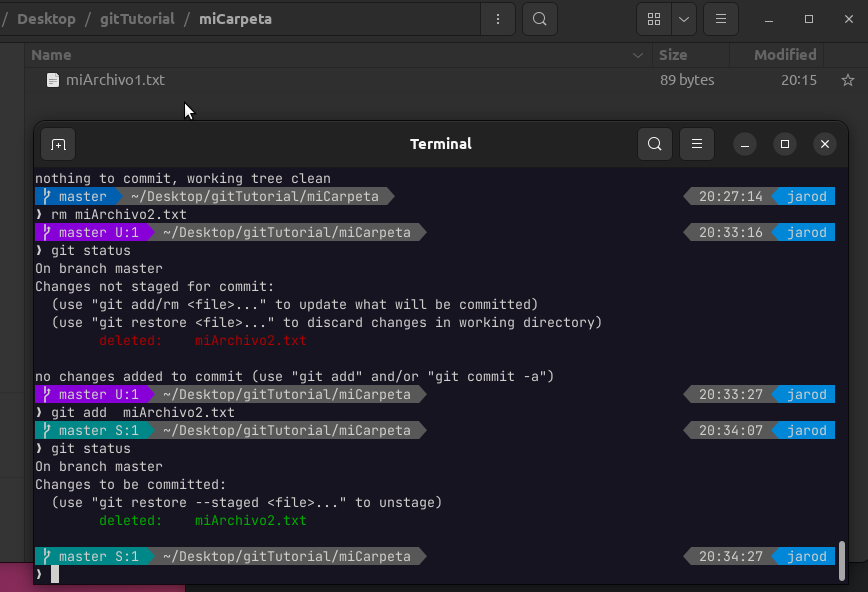 / Desktop / gitTutorial / miCarpeta
Name Size Modified
miArchivo1.txt 89 bytes 20:15
Terminal
nothing to commit, working tree clean
master ~/Desktop/gitTutorial/miCarpeta 20:27:14 jarod
❯ rm miArchivo2.txt
master U:1 ~/Desktop/gitTutorial/miCarpeta 20:33:16 jarod
❯ git status
On branch master
Changes not staged for commit:
(use "git add/rm <file>..." to update what will be committed)
(use "git restore <file>..." to discard changes in working directory)
deleted: miArchivo2.txt
no changes added to commit (use "git add" and/or "git commit -a")
master U:1 ~/Desktop/gitTutorial/miCarpeta 20:33:27 jarod
❯ git add  miArchivo2.txt
master S:1 ~/Desktop/gitTutorial/miCarpeta 20:34:07 jarod
❯ git status
On branch master
Changes to be committed:
(use "git restore --staged <file>..." to unstage)
deleted: miArchivo2.txt
master S:1 ~/Desktop/gitTutorial/miCarpeta 20:34:27 jarod
❯